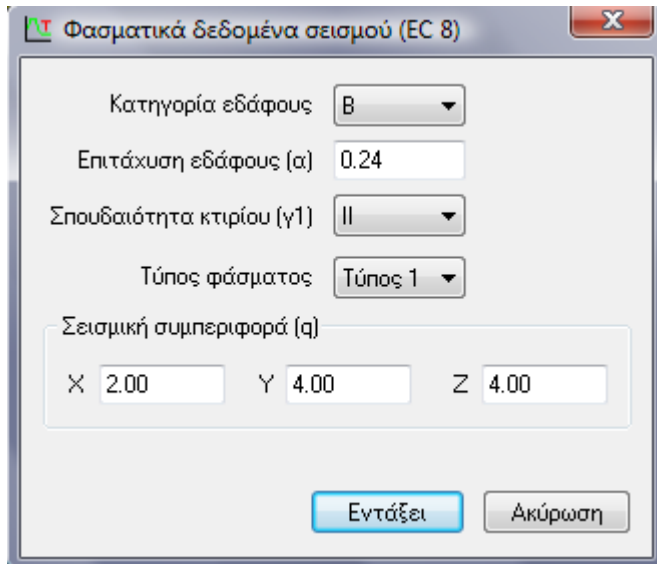 Φασματικά δεδομένα σεισμού (EC 8)
Κατηγορία εδάφους B
Επιτάχυση εδάφους (α) 0.24
Σπουδαιότητα κτιρίου (γ1) II
Τύπος φάσματος Τύπος 1
Σεισμική συμπεριφορά (q)
X 2.00 Y 4.00 Z 4.00
Εντάξει Ακύρωση